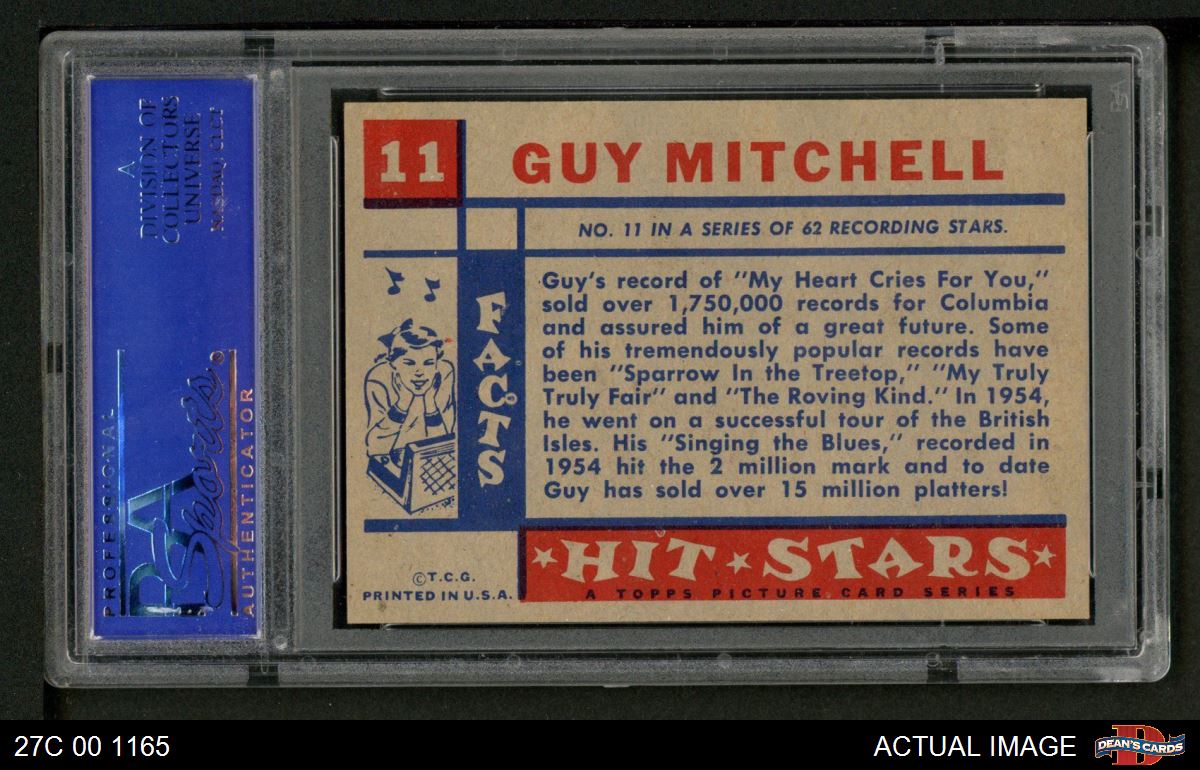 A
DIVISION OF
COLLECTORS
UNIVERSE
NASDAQ: CLCT
PROFESSIONAL
PSA
Sports
AUTHENTICATOR
11
GUY MITCHELL
NO. 11 IN A SERIES OF 62 RECORDING STARS.
FACTS
Guy's record of "My Heart Cries For You,"
sold over 1,750,000 records for Columbia
and assured him of a great future. Some
of his tremendously popular records have
been "Sparrow In the Treetop," "My Truly
Truly Fair" and "The Roving Kind." In 1954,
he went on a successful tour of the British
Isles. His "Singing the Blues," recorded in
1954 hit the 2 million mark and to date
Guy has sold over 15 million platters!
©T.C.G.
PRINTED IN U.S.A.
HIT STARS
A TOPPS PICTURE CARD SERIES
27C 00 1165
ACTUAL IMAGE
DEAN'S CARDS